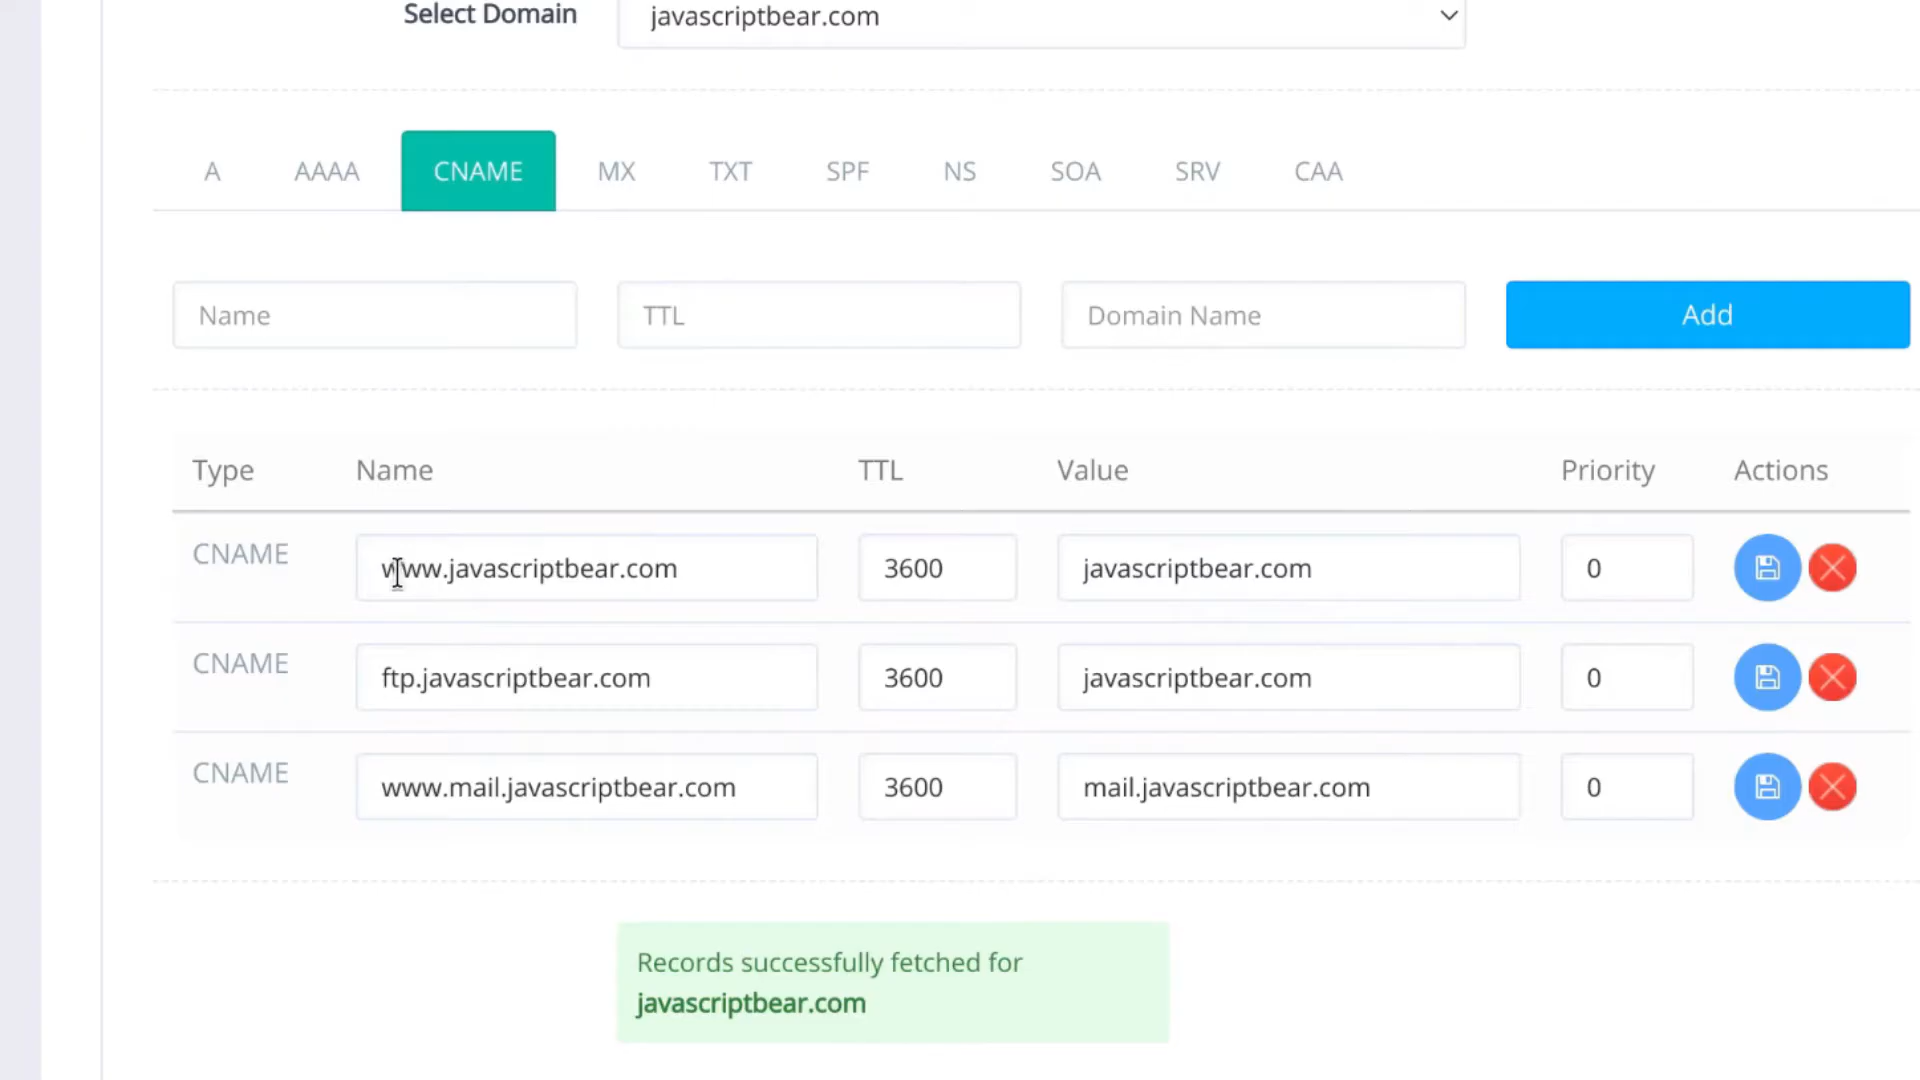 Select Domain javascriptbear.com
A AAAA CNAME MX TXT SPF NS SOA SRV CAA
Name TTL Domain Name Add
Type Name TTL Value Priority Actions
CNAME www.javascriptbear.com 3600 javascriptbear.com 0
CNAME ftp.javascriptbear.com 3600 javascriptbear.com 0
CNAME www.mail.javascriptbear.com 3600 mail.javascriptbear.com 0
Records successfully fetched for
javascriptbear.com